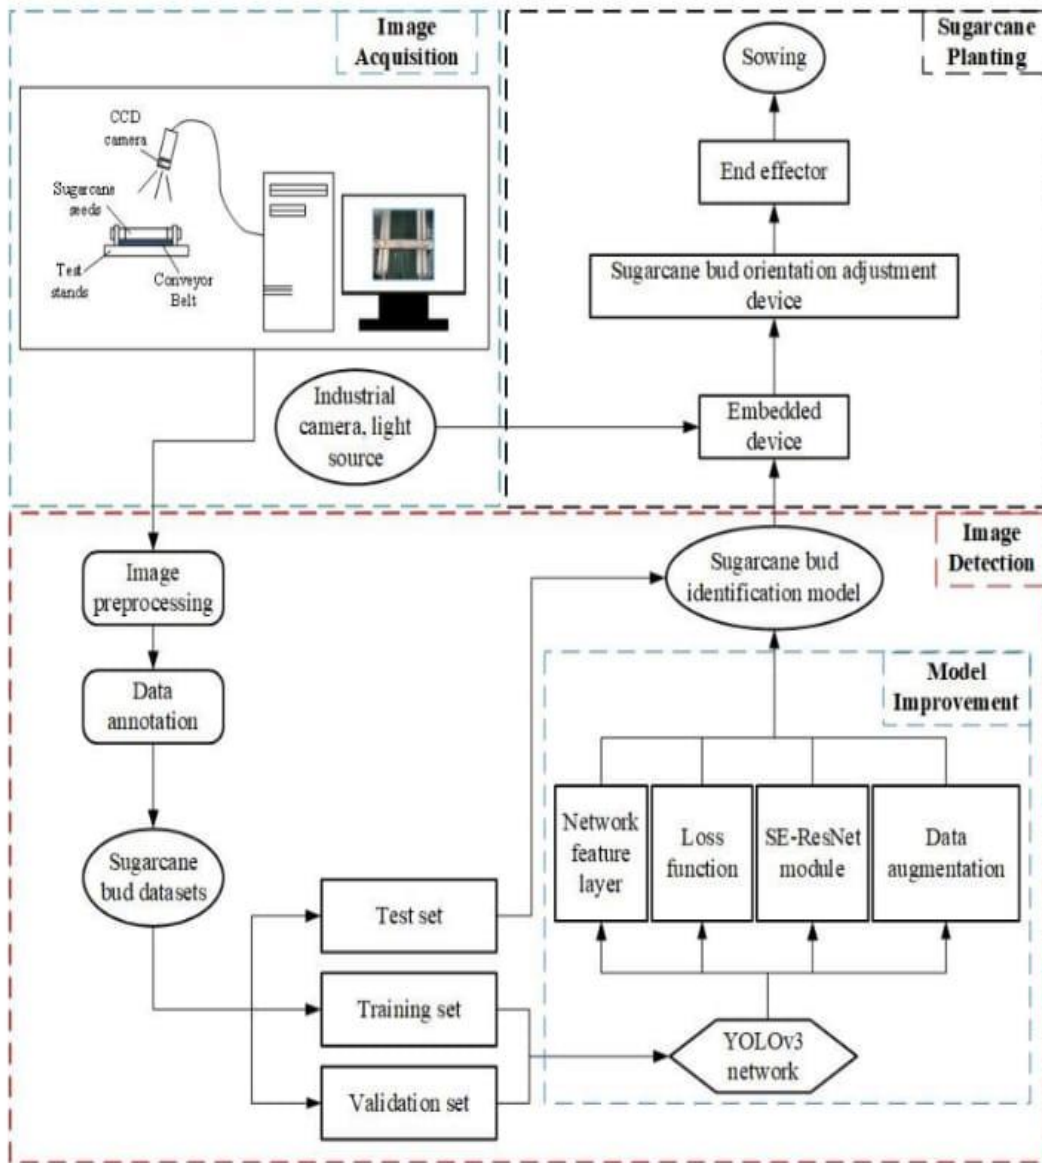 Image
Acquisition
CCD
camera
Sugarcane
seeds
Test
stands
Conveyor
Belt
Industrial
camera, light
source
Sugarcane
Planting
Sowing
End effector
Sugarcane bud orientation adjustment
device
Embedded
device
Image
Detection
Image
preprocessing
Data
annotation
Sugarcane
bud datasets
Test set
Training set
Validation set
Sugarcane bud
identification model
Model
Improvement
Network
feature
layer
Loss
function
SE-ResNet
module
Data
augmentation
YOLOv3
network